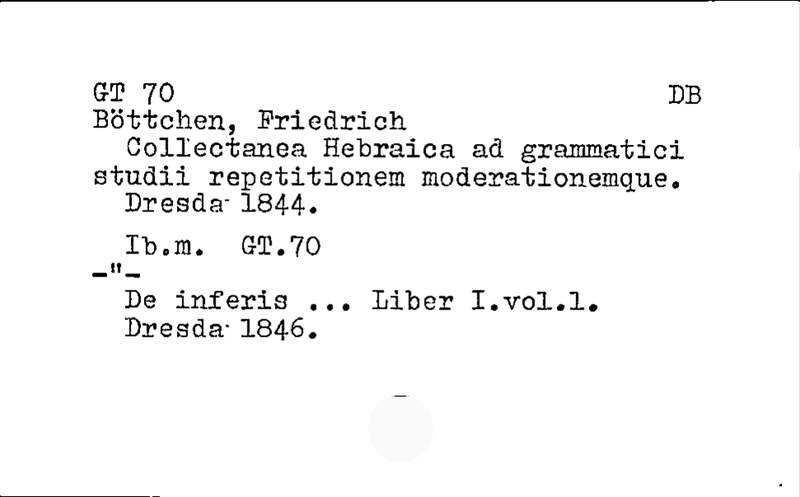 GT 70 DB
Böttchen, Friedrich
Collectanea Hebraica ad grammatici
studii repetitionem moderationemque.
Dresda 1844.
Ib.m. GT.70
-"-
De inferis ... Liber I.vol.l.
Dresda 1846.